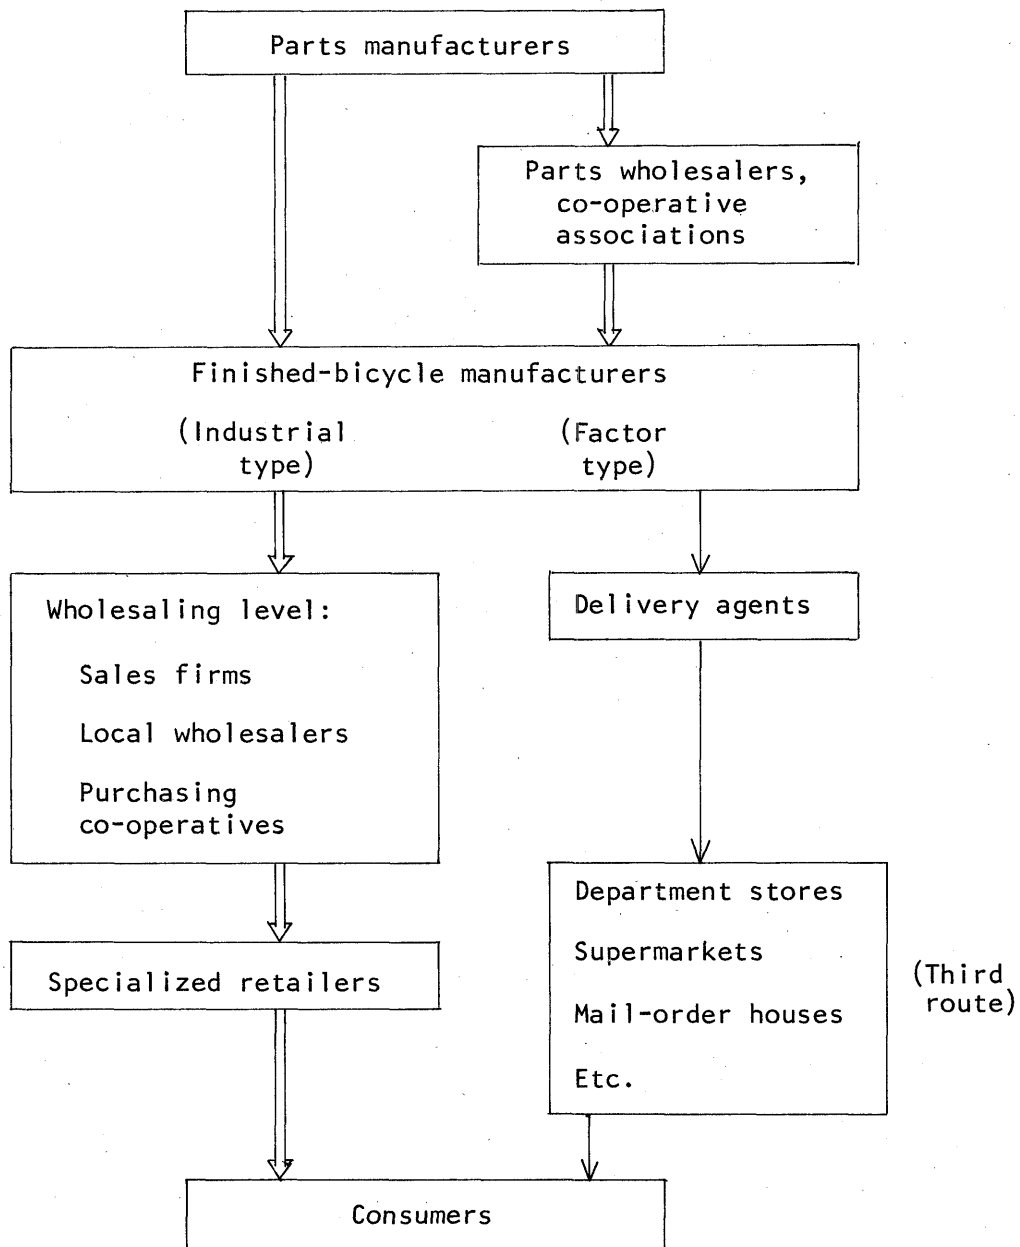 Parts manufacturers
Parts wholesalers,
co-operative
associations
Finished-bicycle manufacturers
(Industrial
type)
(Factor
type)
Wholesaling level:
Sales firms
Local wholesalers
Purchasing
co-operatives
Delivery agents
Specialized retailers
Department stores
Supermarkets
Mail-order houses
Etc.
(Third
route)
Consumers